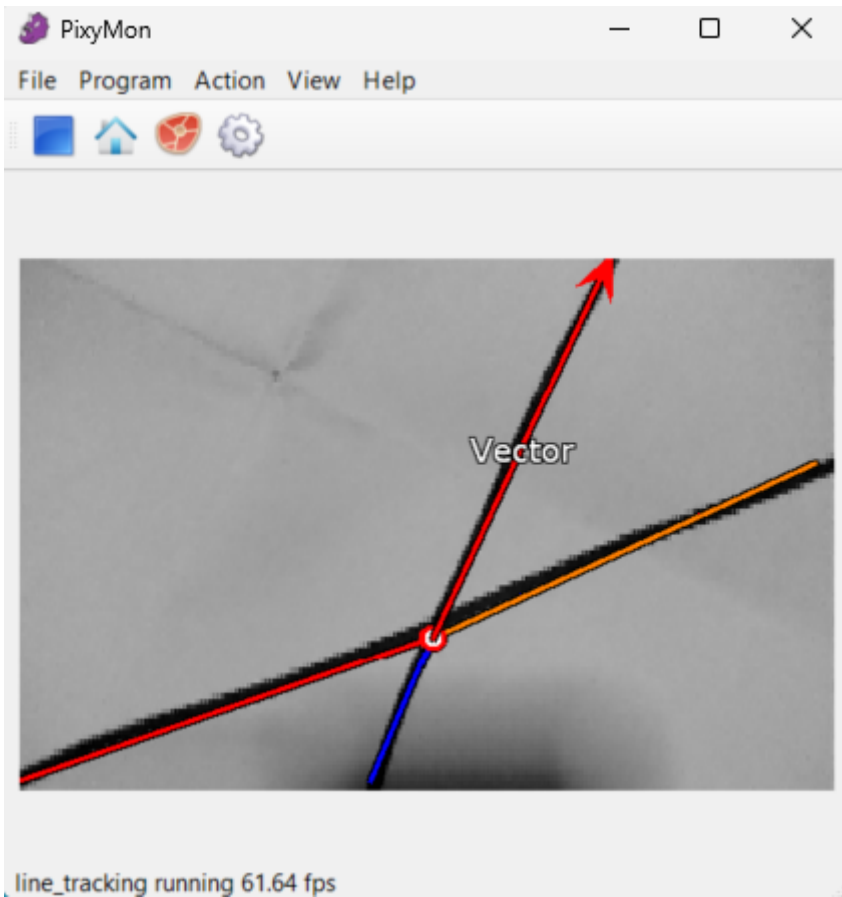 PixyMon
File Program Action View Help
Vector
line_tracking running 61.64 fps